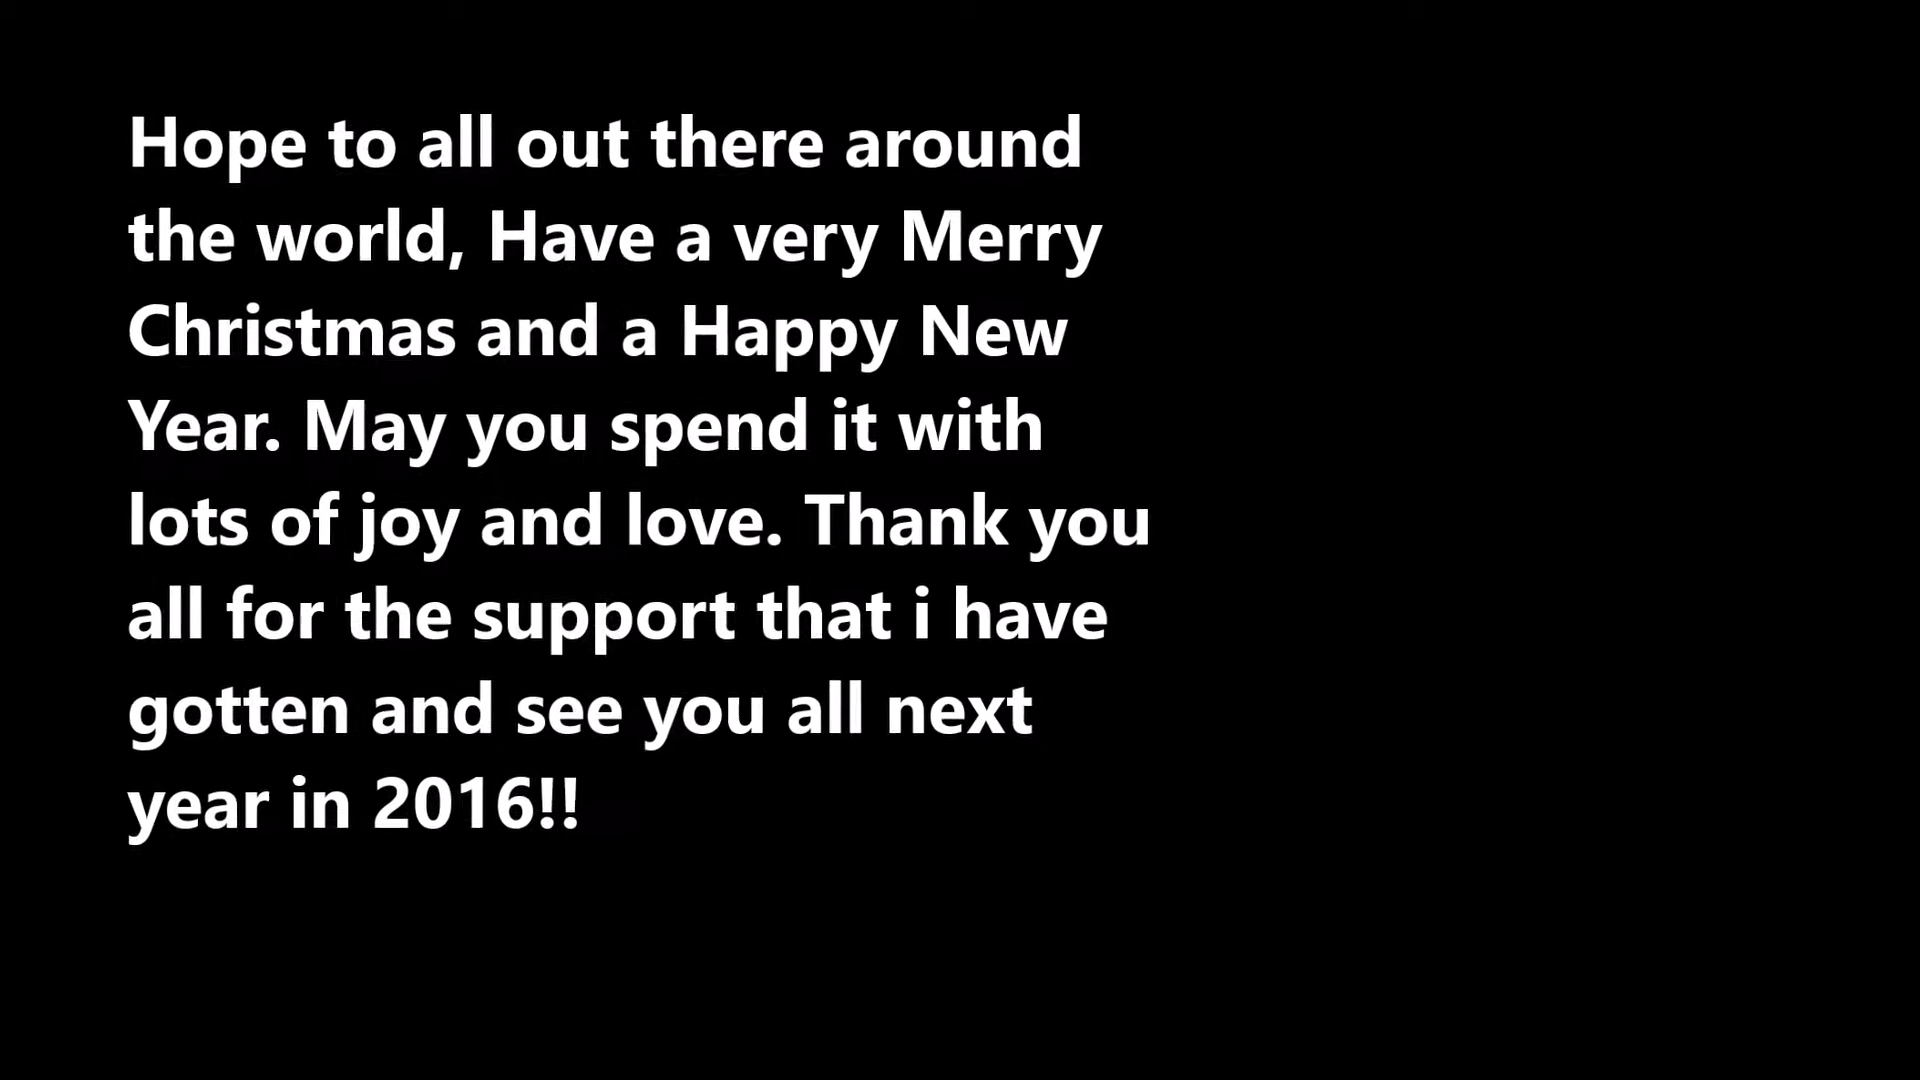 Hope to all out there around
the world, Have a very Merry
Christmas and a Happy New
Year. May you spend it with
lots of joy and love. Thank you
all for the support that i have
gotten and see you all next
year in 2016!!